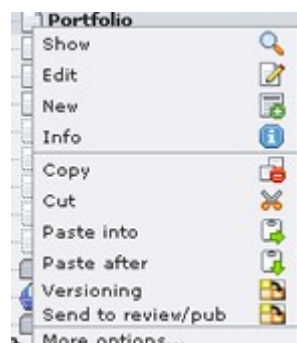 Portfolio
Show
Edit
New
Info
Copy
Cut
Paste into
Paste after
Versioning
Send to review/pub
More options...